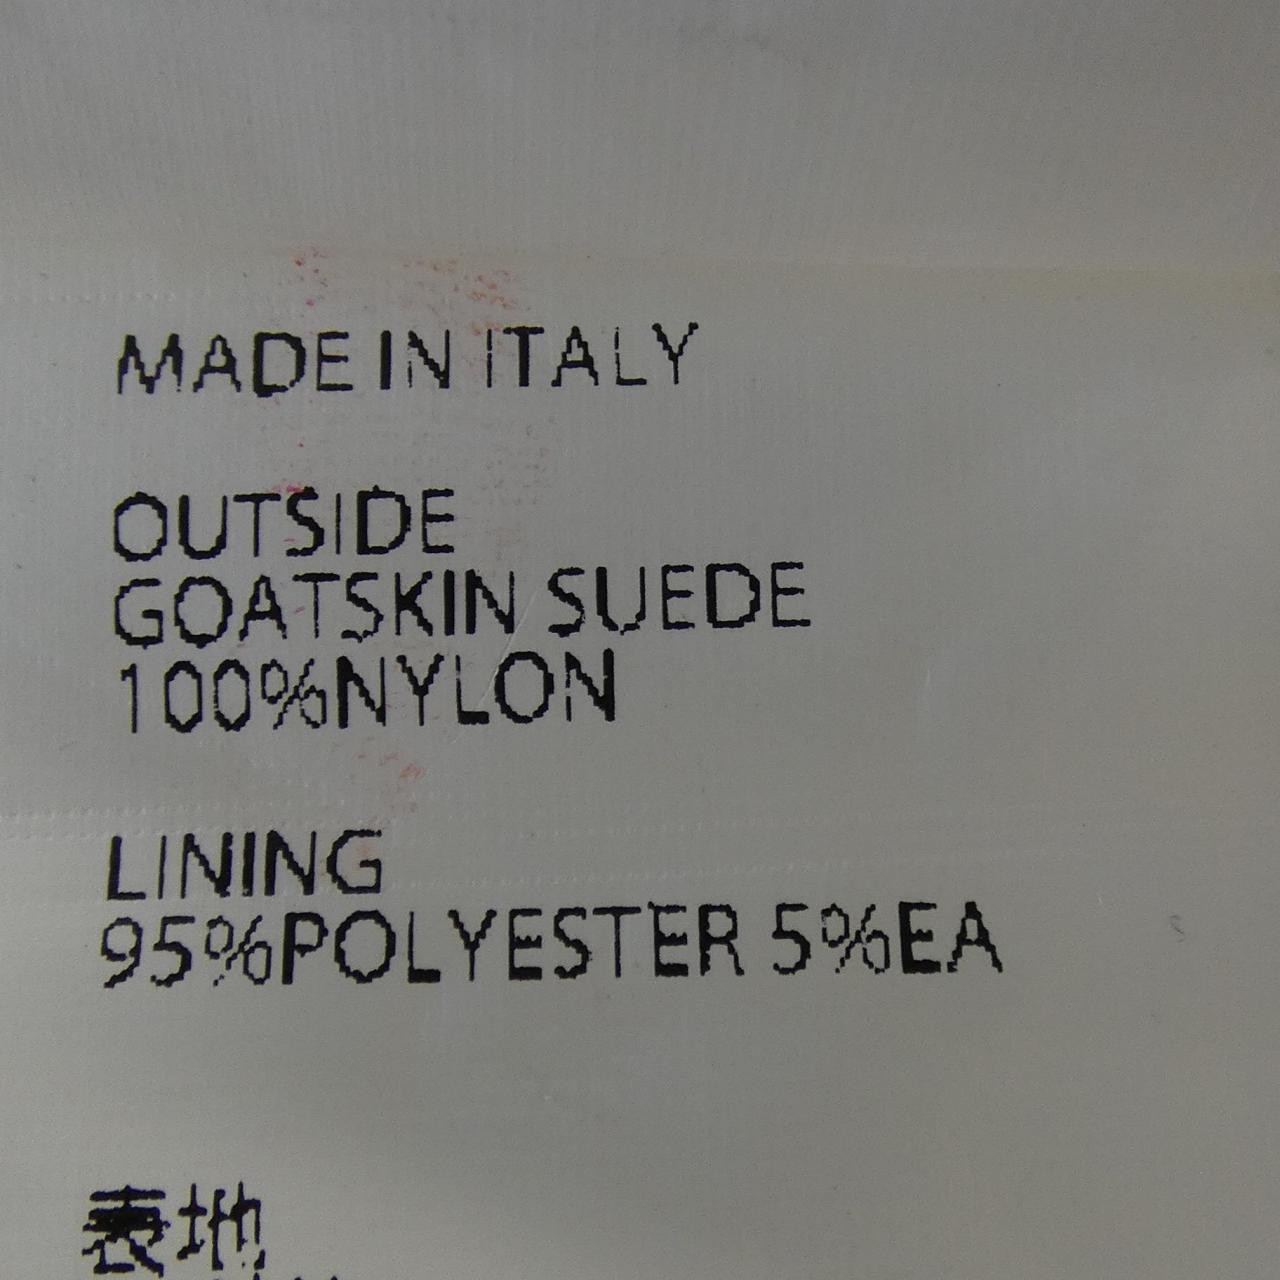 MADE IN ITALY
OUTSIDE
GOATSKIN SUEDE
100%NYLON
LINING
95%POLYESTER 5%EA
表地